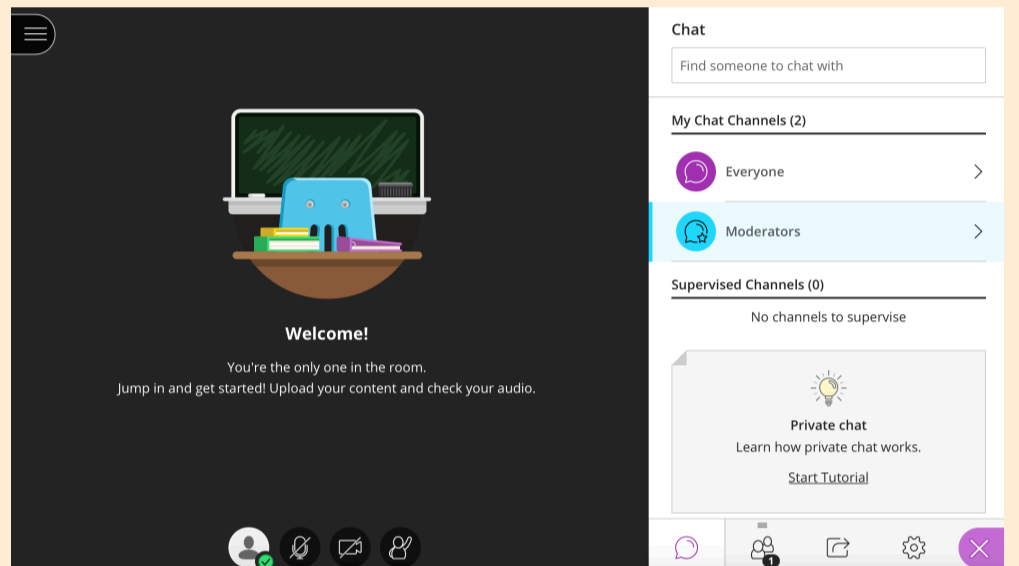 Welcome!
You're the only one in the room.
Jump in and get started! Upload your content and check your audio.
Chat
Find someone to chat with
My Chat Channels (2)
Everyone
Moderators
Supervised Channels (0)
No channels to supervise
Private chat
Learn how private chat works.
Start Tutorial
1